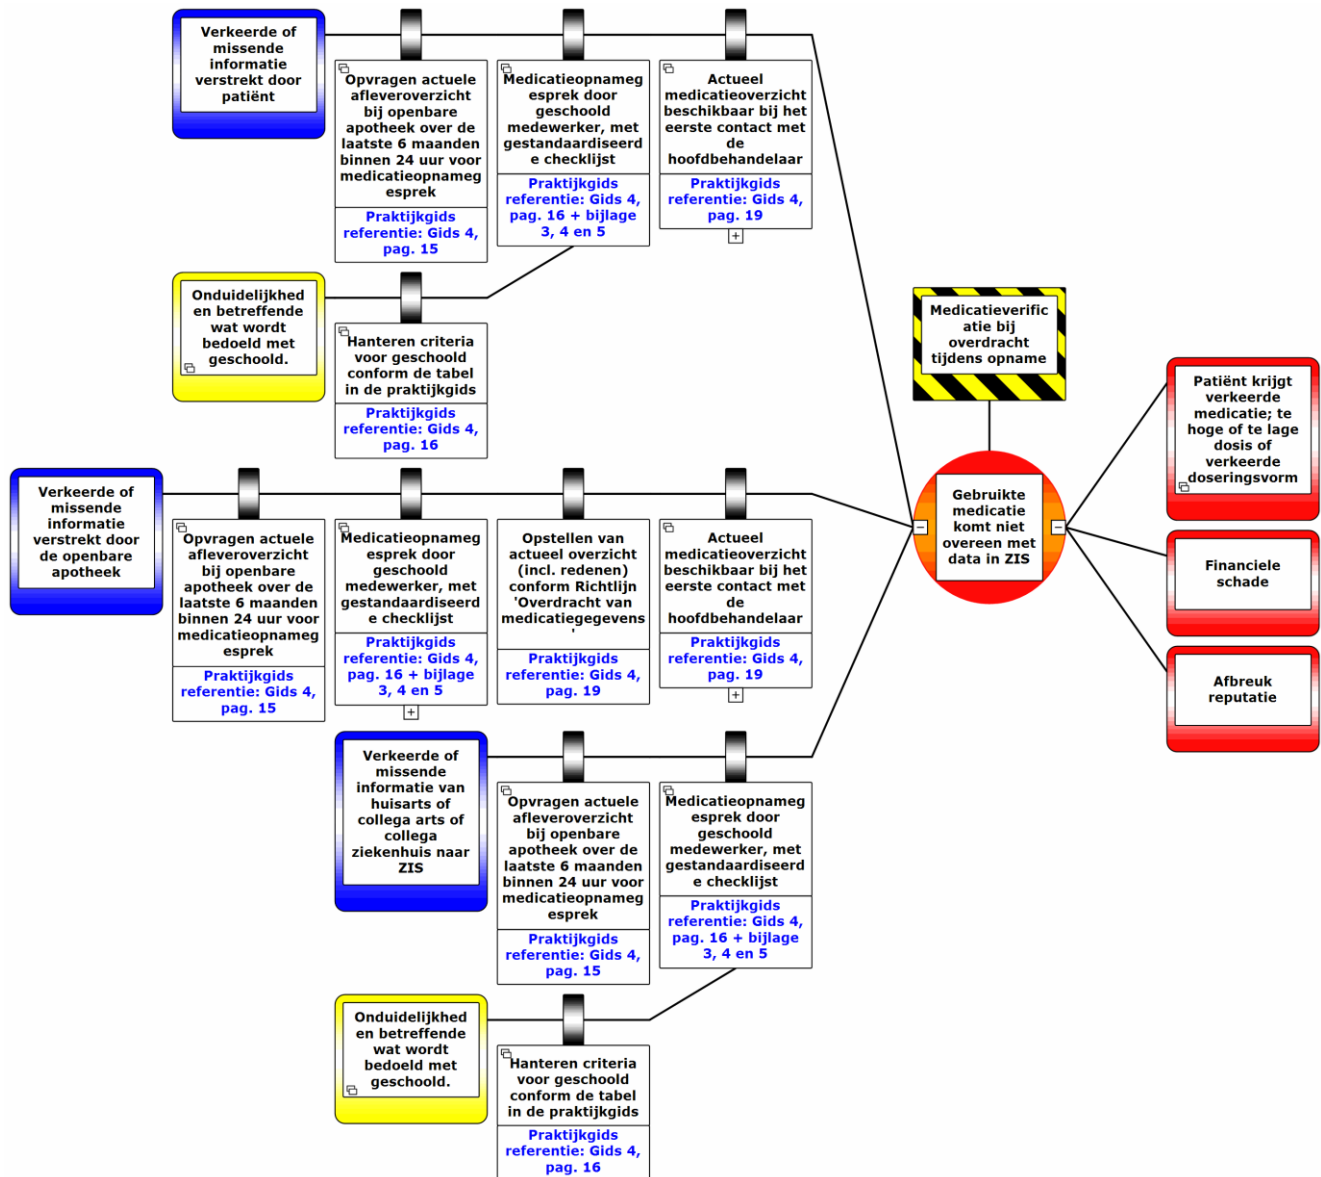 Verkeerde of
missende
informatie
verstrekt door
patiënt
Opvragen actuele
afleveroverzicht
bij openbare
apotheek over de
laatste 6 maanden
binnen 24 uur voor
medicatieopnameg
esprek
Praktijkgids
referentie: Gids 4,
pag. 15
Medicatieopnameg
esprek door
geschoold
medewerker, met
gestandaardiseerd
e checklijst
Praktijkgids
referentie: Gids 4,
pag. 16 + bijlage
3, 4 en 5
Actueel
medicatieoverzicht
beschikbaar bij het
eerste contact met
de
hoofdbehandelaar
Praktijkgids
referentie: Gids 4,
pag. 19
Onduidelijkhed
en betreffende
wat wordt
bedoeld met
geschoold.
Hanteren criteria
voor geschoold
conform de tabel
in de praktijkgids
Praktijkgids
referentie: Gids 4,
pag. 16
Verkeerde of
missende
informatie
verstrekt door
de openbare
apotheek
Opvragen actuele
afleveroverzicht
bij openbare
apotheek over de
laatste 6 maanden
binnen 24 uur voor
medicatieopnameg
esprek
Praktijkgids
referentie: Gids 4,
pag. 15
Medicatieopnameg
esprek door
geschoold
medewerker, met
gestandaardiseerd
e checklijst
Praktijkgids
referentie: Gids 4,
pag. 16 + bijlage
3, 4 en 5
Opstellen van
actueel overzicht
(incl. redenen)
conform Richtlijn
'Overdracht van
medicatiegegevens
'
Praktijkgids
referentie: Gids 4,
pag. 19
Actueel
medicatieoverzicht
beschikbaar bij het
eerste contact met
de
hoofdbehandelaar
Praktijkgids
referentie: Gids 4,
pag. 19
Verkeerde of
missende
informatie van
huisarts of
collega arts of
collega
ziekenhuis naar
ZIS
Opvragen actuele
afleveroverzicht
bij openbare
apotheek over de
laatste 6 maanden
binnen 24 uur voor
medicatieopnameg
esprek
Praktijkgids
referentie: Gids 4,
pag. 15
Medicatieopnameg
esprek door
geschoold
medewerker, met
gestandaardiseerd
e checklijst
Praktijkgids
referentie: Gids 4,
pag. 16 + bijlage
3, 4 en 5
Onduidelijkhed
en betreffende
wat wordt
bedoeld met
geschoold.
Hanteren criteria
voor geschoold
conform de tabel
in de praktijkgids
Praktijkgids
referentie: Gids 4,
pag. 16
Medicatieverific
atie bij
overdracht
tijdens opname
Gebruikte
medicatie
komt niet
overeen met
data in ZIS
Patiënt krijgt
verkeerde
medicatie; te
hoge of te lage
dosis of
verkeerde
doseringsvorm
Financiele
schade
Afbreuk
reputatie